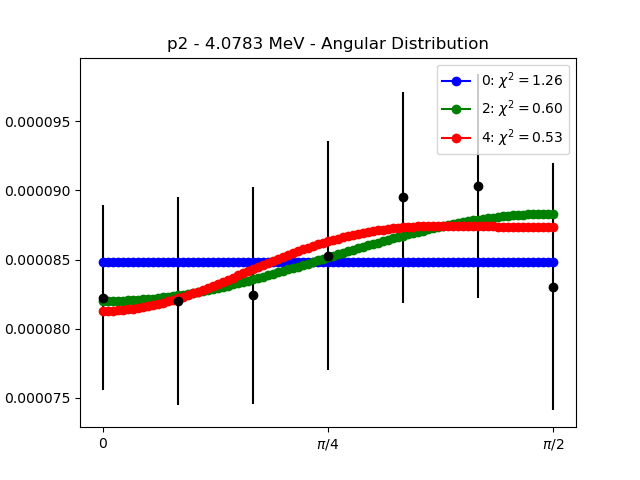 p2 - 4.0783 MeV - Angular Distribution
0: χ² = 1.26
2: χ² = 0.60
4: χ² = 0.53
0.000095
0.000090
0.000085
0.000080
0.000075
0
π/4
π/2